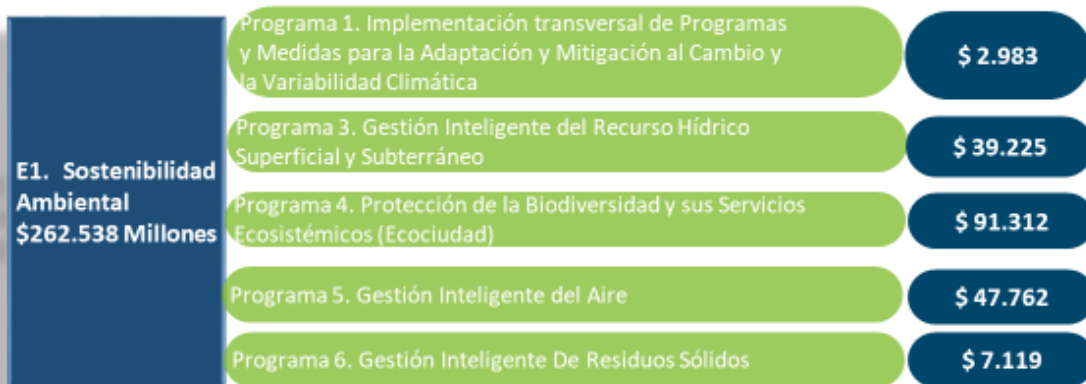 E1. Sostenibilidad
Ambiental
$262.538 Millones
Programa 1. Implementación transversal de Programas
y Medidas para la Adaptación y Mitigación al Cambio y
la Variabilidad Climática
$ 2.983
Programa 3. Gestión Inteligente del Recurso Hídrico
Superficial y Subterráneo
$ 39.225
Programa 4. Protección de la Biodiversidad y sus Servicios
Ecosistémicos (Ecociudad)
$ 91.312
Programa 5. Gestión Inteligente del Aire
$ 47.762
Programa 6. Gestión Inteligente De Residuos Sólidos
$ 7.119